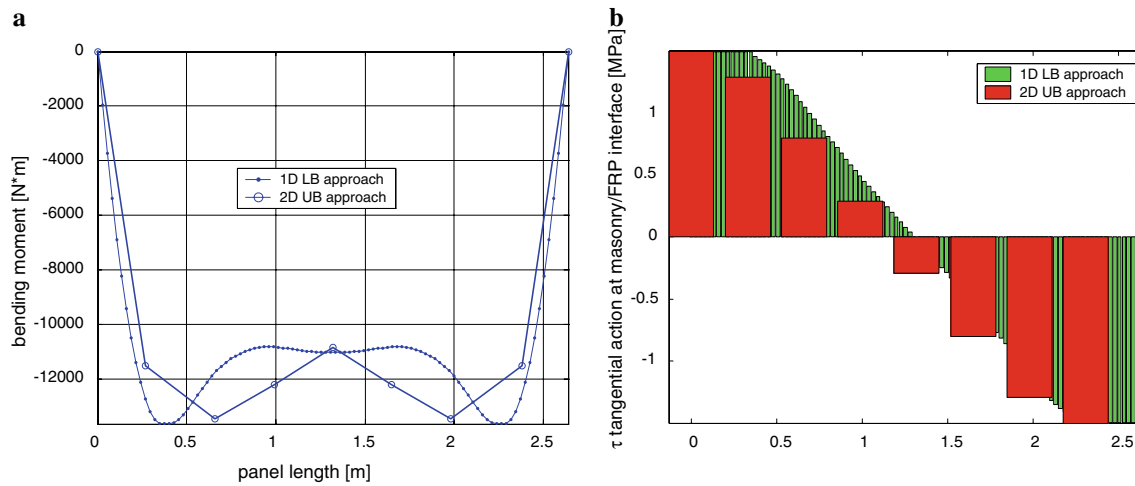 a
0
-2000
-4000
-6000
-8000
-10000
-12000
bending moment [N*m]
1D LB approach
2D UB approach
0
0.5
1
1.5
2
2.5
panel length [m]
b
τ tangential action at masonry/FRP interface [MPa]
1
0.5
0
-0.5
-1
1D LB approach
2D UB approach
0
0.5
1
1.5
2
2.5